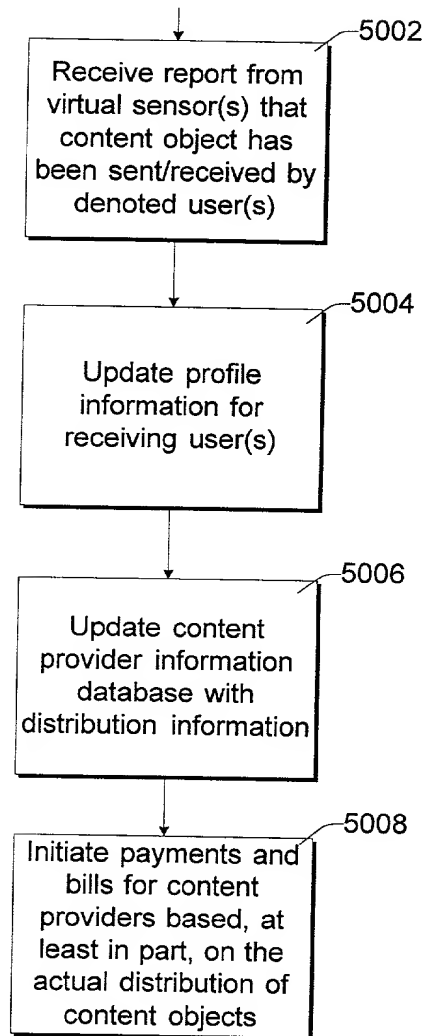 5002
Receive report from
virtual sensor(s) that
content object has
been sent/received by
denoted user(s)
5004
Update profile
information for
receiving user(s)
5006
Update content
provider information
database with
distribution information
5008
Initiate payments and
bills for content
providers based, at
least in part, on the
actual distribution of
content objects